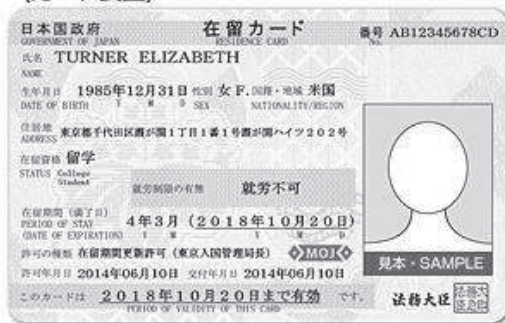 日本国政府 在留カード 番号 AB12345678CD
GOVERNMENT OF JAPAN RESIDENCE CARD No.
氏名 TURNER ELIZABETH
NAME
生年月日 1985年12月31日 性別 女 F. 国籍・地域 米国
DATE OF BIRTH Y M D SEX NATIONALITY/REGION
住居地 東京都千代田区霞が関1丁目1番1号霞が関ハイツ202号
ADDRESS
在留資格 留学
STATUS College Student
就労制限の有無 就労不可
在留期間（満了日） 4年3月（2018年10月20日）
PERIOD OF STAY
(DATE OF EXPIRATION) Y M Y M D
許可の種類 在留期間更新許可（東京入国管理局長） MOJ
見本・SAMPLE
許可年月日 2014年06月10日 交付年月日 2014年06月10日
このカードは 2018年10月20日まで有効 です。 法務大臣
PERIOD OF VALIDITY OF THIS CARD